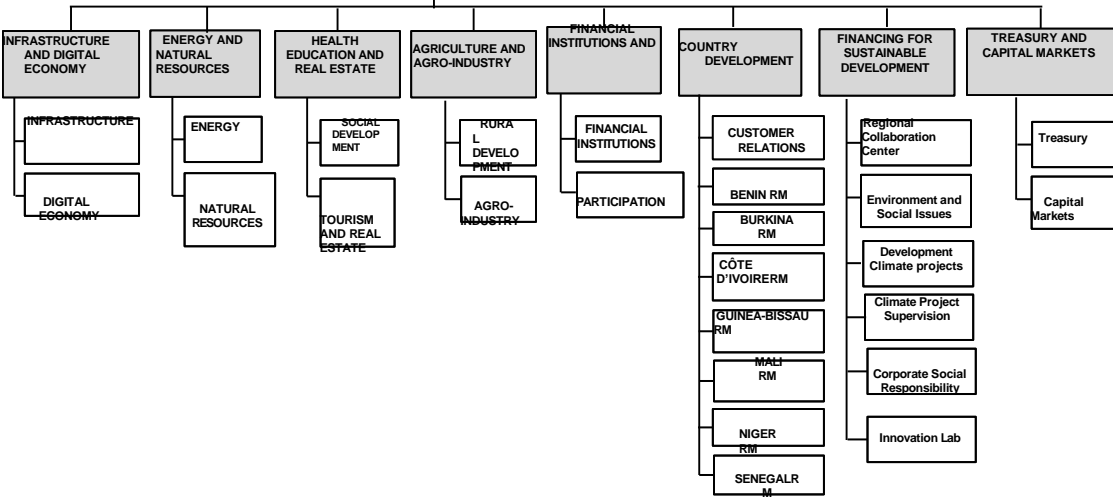 INFRASTRUCTURE
AND DIGITAL
ECONOMY
INFRASTRUCTURE
DIGITAL
ECONOMY
ENERGY AND
NATURAL
RESOURCES
ENERGY
NATURAL
RESOURCES
HEALTH
EDUCATION AND
REAL ESTATE
SOCIAL
DEVELOP
MENT
TOURISM
AND REAL
ESTATE
AGRICULTURE AND
AGRO-INDUSTRY
RURA
L
DEVELO
PMENT
AGRO-
INDUSTRY
FINANCIAL
INSTITUTIONS AND
FINANCIAL
INSTITUTIONS
PARTICIPATION
COUNTRY
DEVELOPMENT
CUSTOMER
RELATIONS
BENIN RM
BURKINA
RM
CÔTE
D'IVOIRERM
GUINEA-BISSAU
RM
MALI
RM
NIGER
RM
SENEGALR
M
FINANCING FOR
SUSTAINABLE
DEVELOPMENT
Regional
Collaboration
Center
Environment and
Social Issues
Development
Climate projects
Climate Project
Supervision
Corporate Social
Responsibility
Innovation Lab
TREASURY AND
CAPITAL MARKETS
Treasury
Capital
Markets